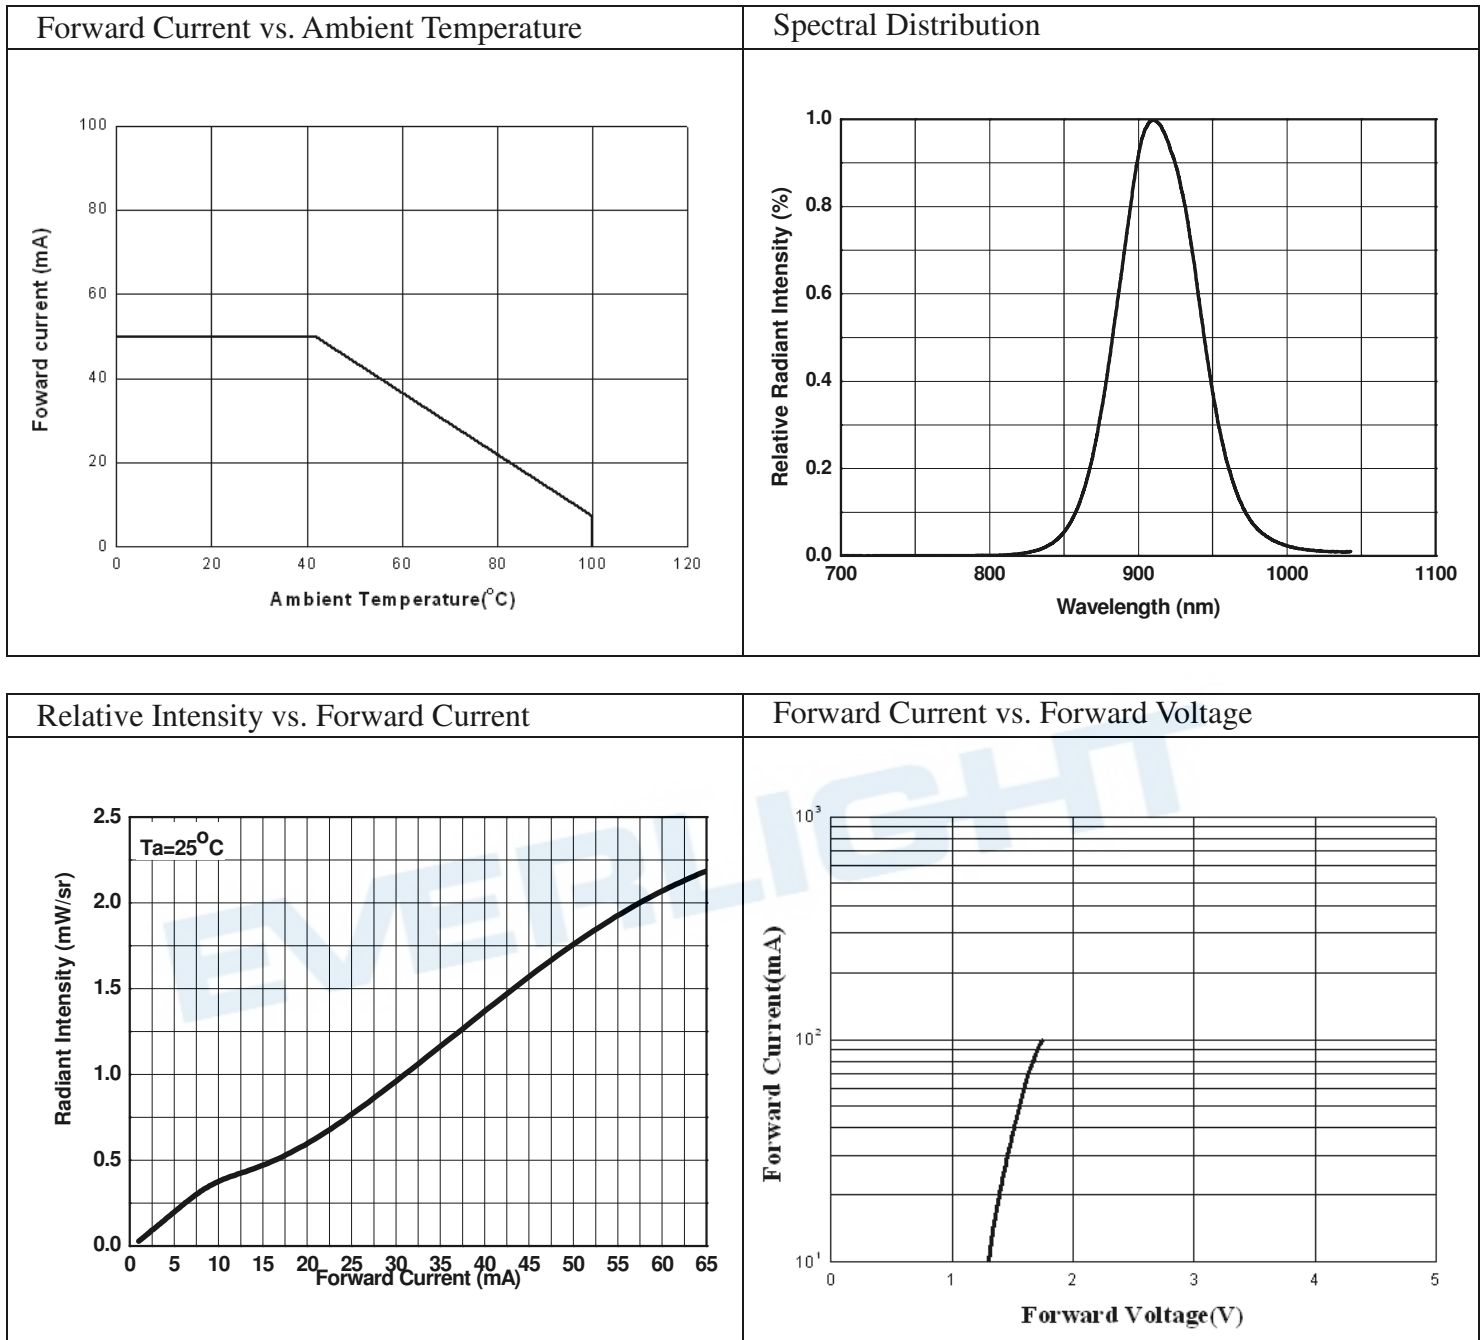 Forward Current vs. Ambient Temperature
100
80
60
40
20
0
0 20 40 60 80 100 120
Foward current (mA)
Ambient Temperature(°C)
Spectral Distribution
1.0
0.8
0.6
0.4
0.2
0.0
700 800 900 1000 1100
Relative Radiant Intensity (%)
Wavelength (nm)
Relative Intensity vs. Forward Current
Ta=25°C
2.5
2.0
1.5
1.0
0.5
0.0
0 5 10 15 20 25 30 35 40 45 50 55 60 65
Radiant Intensity (mW/sr)
Forward Current (mA)
Forward Current vs. Forward Voltage
10³
10²
10¹
0 1 2 3 4 5
Forward Current(mA)
Forward Voltage(V)
EVERLIGHT